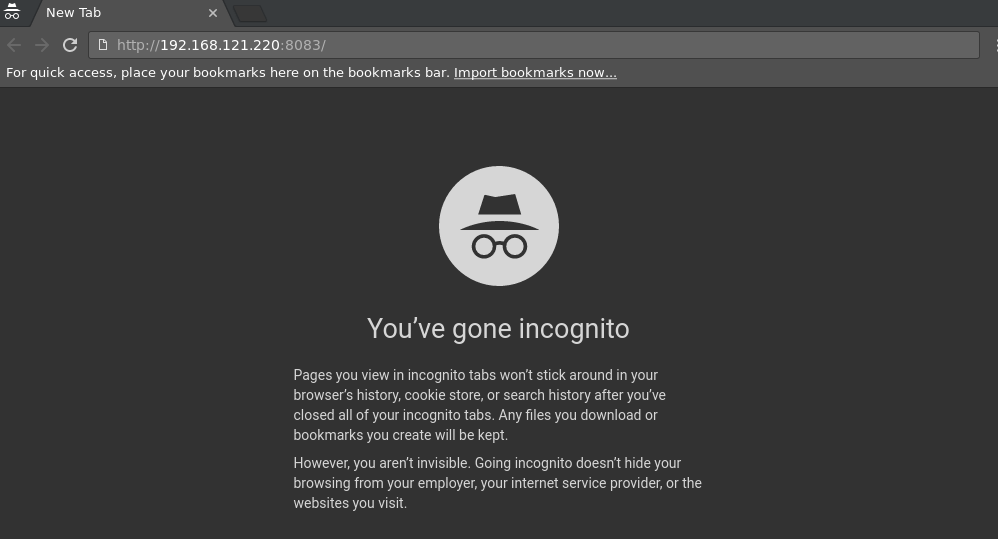 New Tab
http://192.168.121.220:8083/
For quick access, place your bookmarks here on the bookmarks bar. Import bookmarks now...
You’ve gone incognito
Pages you view in incognito tabs won’t stick around in your
browser’s history, cookie store, or search history after you’ve
closed all of your incognito tabs. Any files you download or
bookmarks you create will be kept.
However, you aren’t invisible. Going incognito doesn’t hide your
browsing from your employer, your internet service provider, or the
websites you visit.